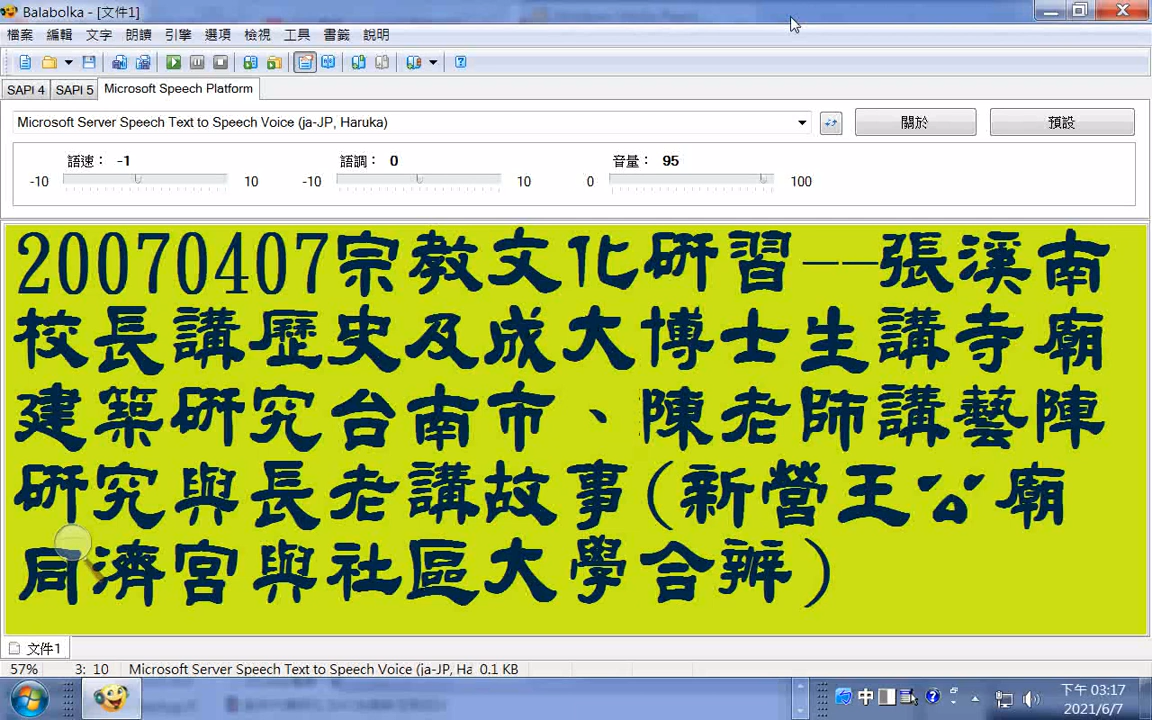 Balabolka - [文件1]
檔案 編輯 文字 朗讀 引擎 選項 檢視 工具 書籤 說明
SAPI 4 SAPI 5 Microsoft Speech Platform
Microsoft Server Speech Text to Speech Voice (ja-JP, Haruka) 關於 預設
語速： -1 語調： 0 音量： 95
-10 10 -10 10 0 100
20070407宗教文化研習——張溪南
校長講歷史及成大博士生講寺廟
建築研究台南市、陳老師講藝陣
研究與長老講故事(新營王公廟
同濟宮與社區大學合辦)
文件1
57% 3: 10 Microsoft Server Speech Text to Speech Voice (ja-JP, Ha 0.1 KB
中 下午 03:17
2021/6/7